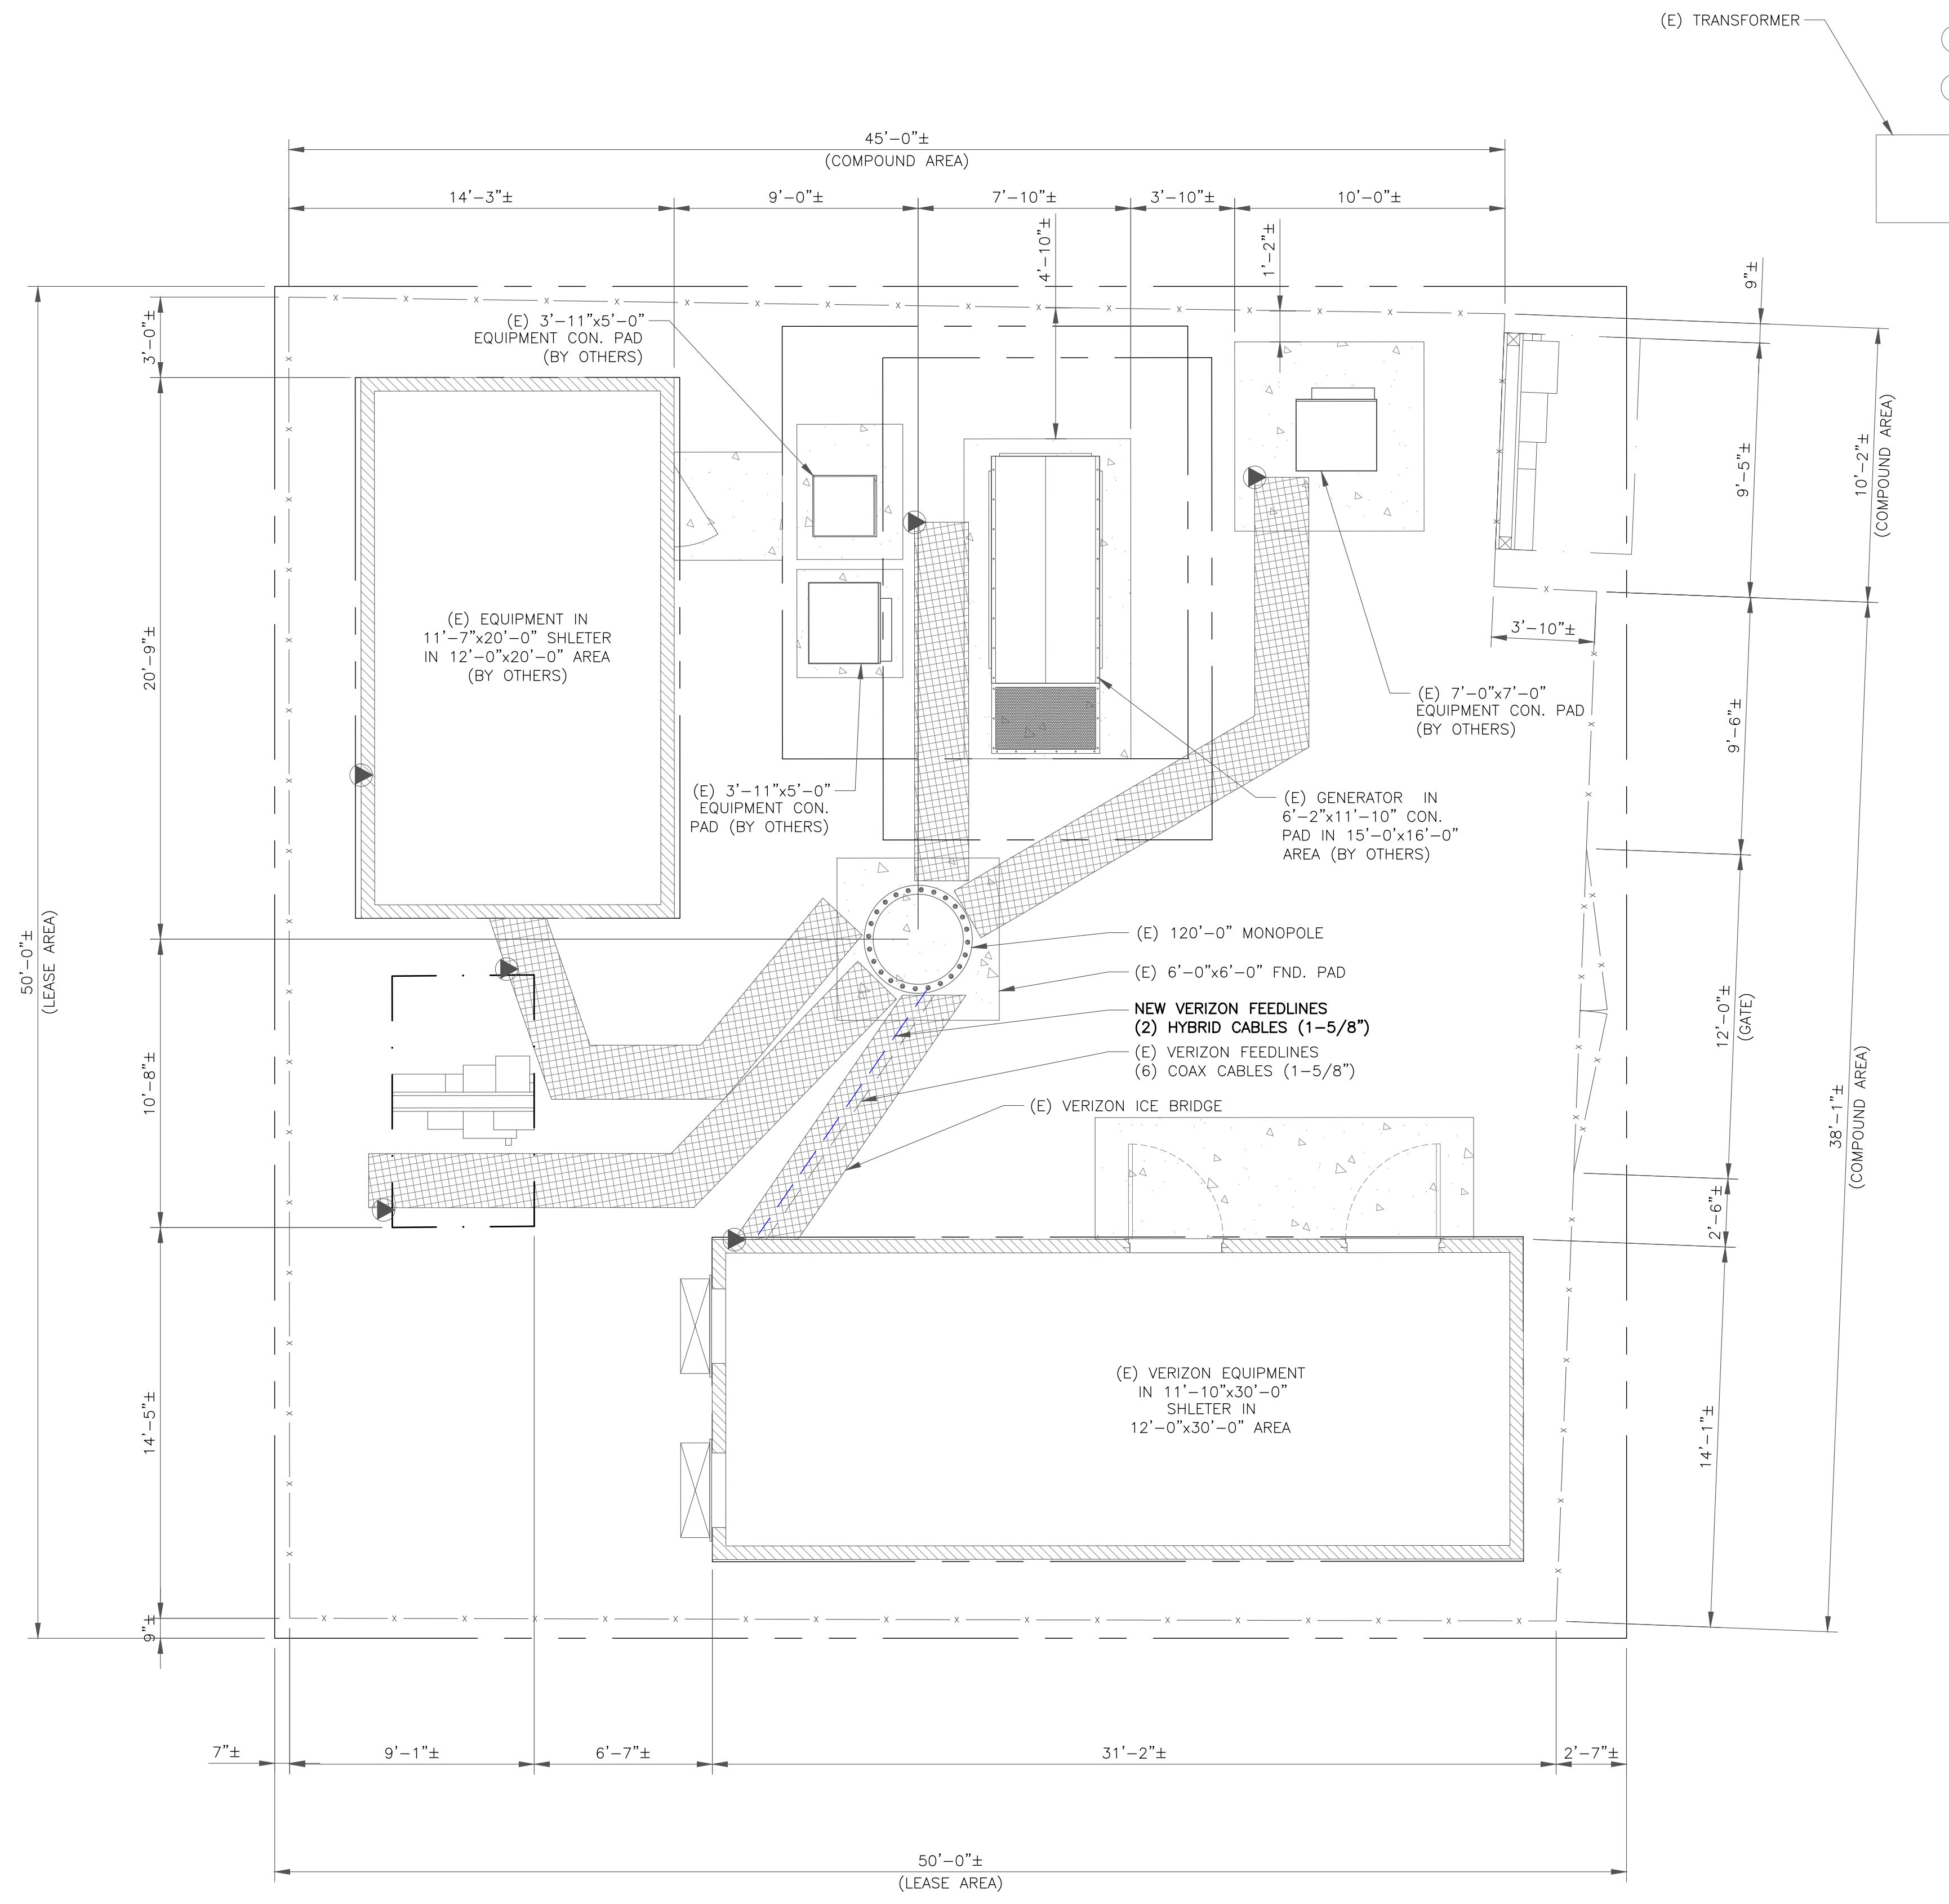 (E) TRANSFORMER
45'-0"±
(COMPOUND AREA)
14'-3"±
9'-0"±
7'-10"±
3'-10"±
10'-0"±
4'-10"±
1'-2"±
9"±
3'-0"±
(E) 3'-11"x5'-0"
EQUIPMENT CON. PAD
(BY OTHERS)
9'-5"±
10'-2"±
(COMPOUND AREA)
20'-9"±
(E) EQUIPMENT IN
11'-7"x20'-0" SHLETER
IN 12'-0"x20'-0" AREA
(BY OTHERS)
3'-10"±
(E) 7'-0"x7'-0"
EQUIPMENT CON. PAD
(BY OTHERS)
9'-6"±
(E) 3'-11"x5'-0"
EQUIPMENT CON.
PAD (BY OTHERS)
(E) GENERATOR IN
6'-2"x11'-10" CON.
PAD IN 15'-0'x16'-0"
AREA (BY OTHERS)
50'-0"±
(LEASE AREA)
(E) 120'-0" MONOPOLE
(E) 6'-0"x6'-0" FND. PAD
NEW VERIZON FEEDLINES
(2) HYBRID CABLES (1-5/8")
(E) VERIZON FEEDLINES
(6) COAX CABLES (1-5/8")
(E) VERIZON ICE BRIDGE
12'-0"±
(GATE)
10'-8"±
38'-1"±
(COMPOUND AREA)
2'-6"±
14'-5"±
(E) VERIZON EQUIPMENT
IN 11'-10"x30'-0"
SHLETER IN
12'-0"x30'-0" AREA
14'-1"±
9"±
7"±
9'-1"±
6'-7"±
31'-2"±
2'-7"±
50'-0"±
(LEASE AREA)